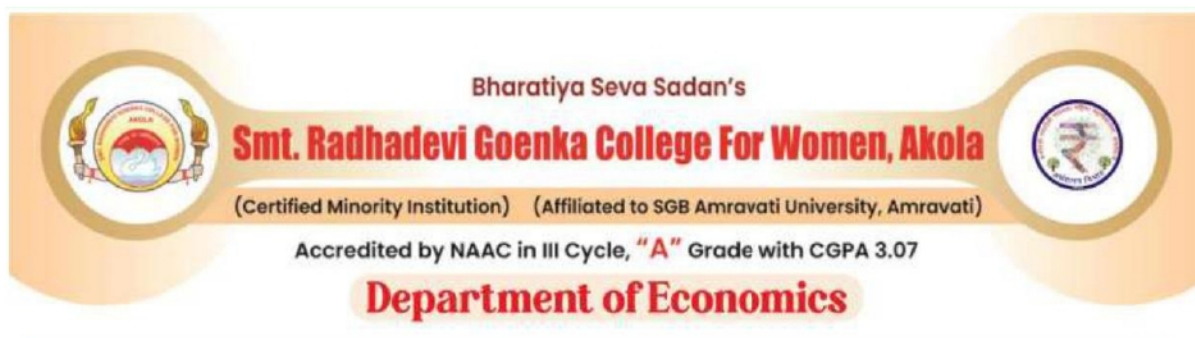 Bharatiya Seva Sadan's
Smt. Radhadevi Goenka College For Women, Akola
(Certified Minority Institution) (Affiliated to SGB Amravati University, Amravati)
Accredited by NAAC in III Cycle, "A" Grade with CGPA 3.07
Department of Economics
AKOLA